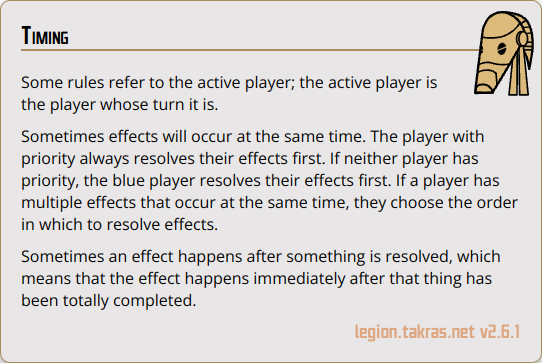 Timing
Some rules refer to the active player; the active player is
the player whose turn it is.
Sometimes effects will occur at the same time. The player with
priority always resolves their effects first. If neither player has
priority, the blue player resolves their effects first. If a player has
multiple effects that occur at the same time, they choose the order
in which to resolve effects.
Sometimes an effect happens after something is resolved, which
means that the effect happens immediately after that thing has
been totally completed.
legion.takras.net v2.6.1